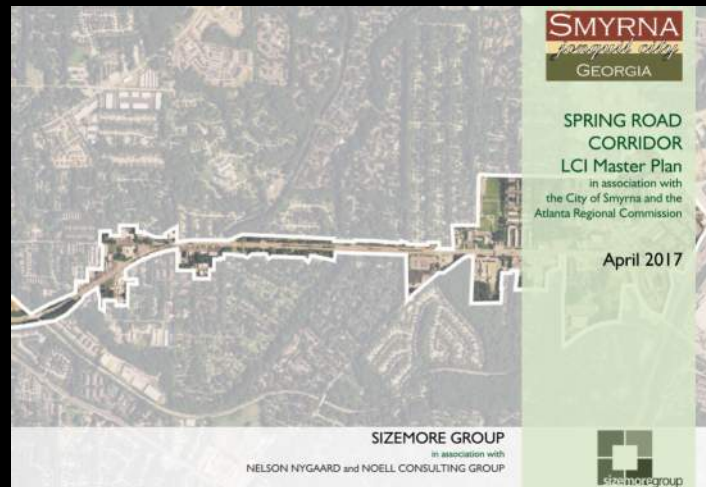 SMYRNA
jonquil city
GEORGIA
SPRING ROAD
CORRIDOR
LCI Master Plan
in association with
the City of Smyrna and the
Atlanta Regional Commission
April 2017
SIZEMORE GROUP
in association with
NELSON NYGAARD and NOELL CONSULTING GROUP
sizemoregroup